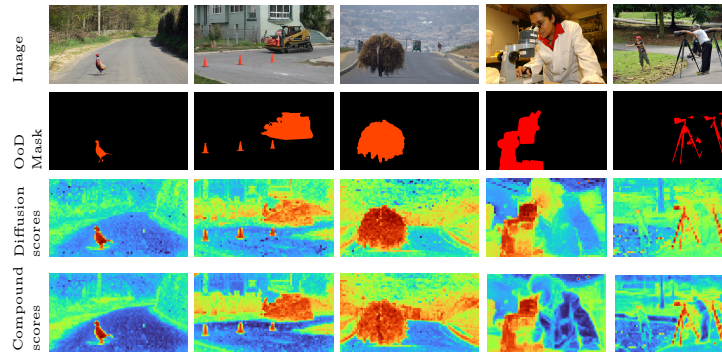 Image
OoD
Mask
Diffusion
scores
Compound
scores